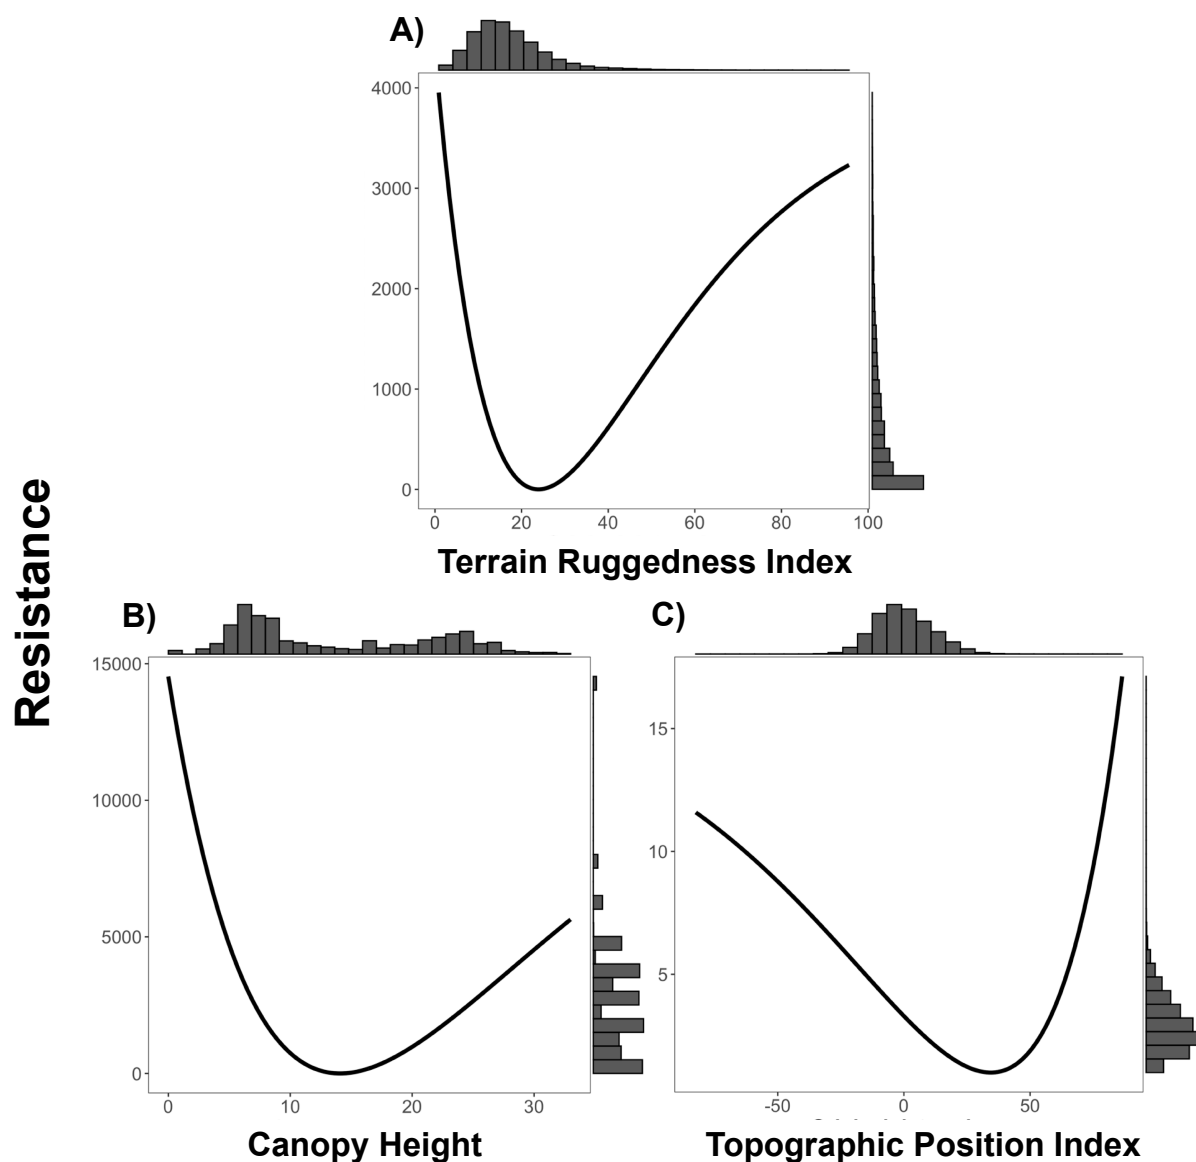 A)
4000
3000
2000
1000
0
0 20 40 60 80 100
Terrain Ruggedness Index
Resistance
B)
15000
10000
5000
0
0 10 20 30
Canopy Height
C)
15
10
5
-50 0 50
Topographic Position Index